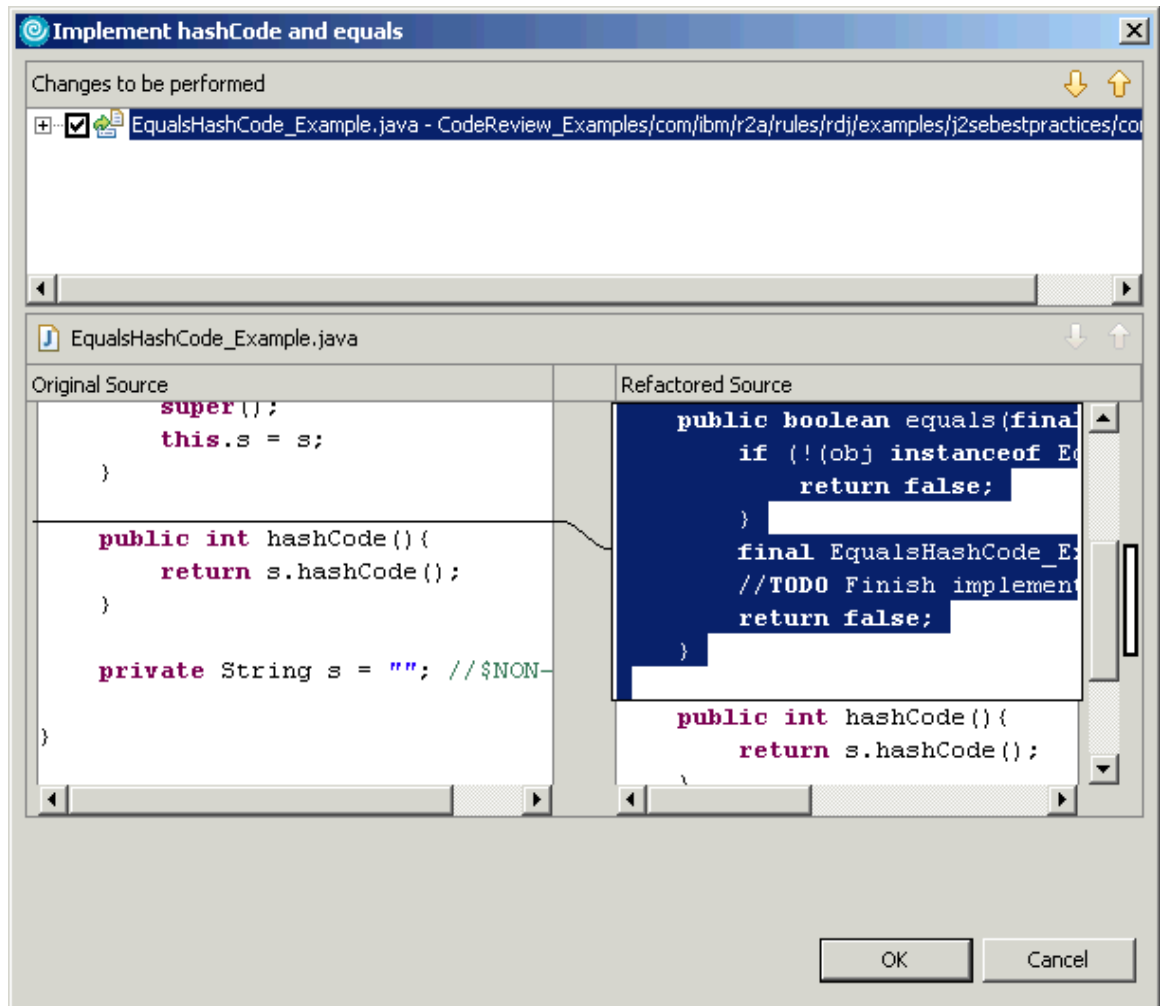 Implement hashCode and equals
Changes to be performed
EqualsHashCode_Example.java - CodeReview_Examples/com/ibm/r2a/rules/rdj/examples/j2sebestpractices/co
EqualsHashCode_Example.java
Original Source
super();
this.s = s;
}
public int hashCode(){
return s.hashCode();
}
private String s = ""; //$NON-
}
Refactored Source
public boolean equals(final
if (!(obj instanceof Eq
return false;
}
final EqualsHashCode_Ex
//TODO Finish implement
return false;
}
public int hashCode(){
return s.hashCode();
}
OK
Cancel